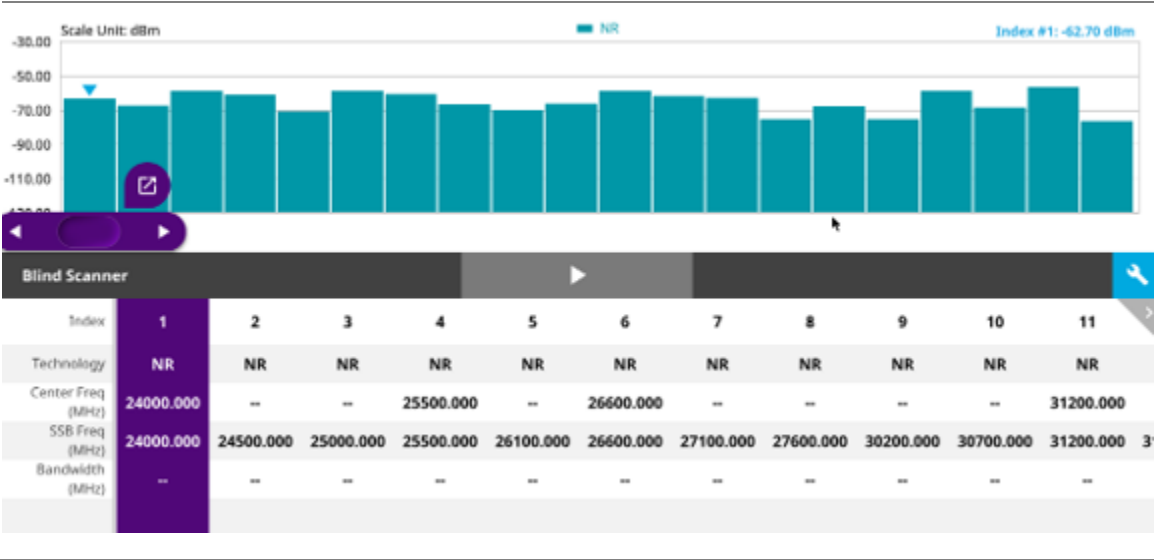 Scale Unit: dBm NR Index #1: -62.70 dBm
-30.00
-50.00
-70.00
-90.00
-110.00
Blind Scanner
Index 1 2 3 4 5 6 7 8 9 10 11
Technology NR NR NR NR NR NR NR NR NR NR NR
Center Freq (MHz) 24000.000 -- -- 25500.000 -- 26600.000 -- -- -- -- 31200.000
SSB Freq (MHz) 24000.000 24500.000 25000.000 25500.000 26100.000 26600.000 27100.000 27600.000 30200.000 30700.000 31200.000
Bandwidth (MHz) -- -- -- -- -- -- -- -- -- -- --